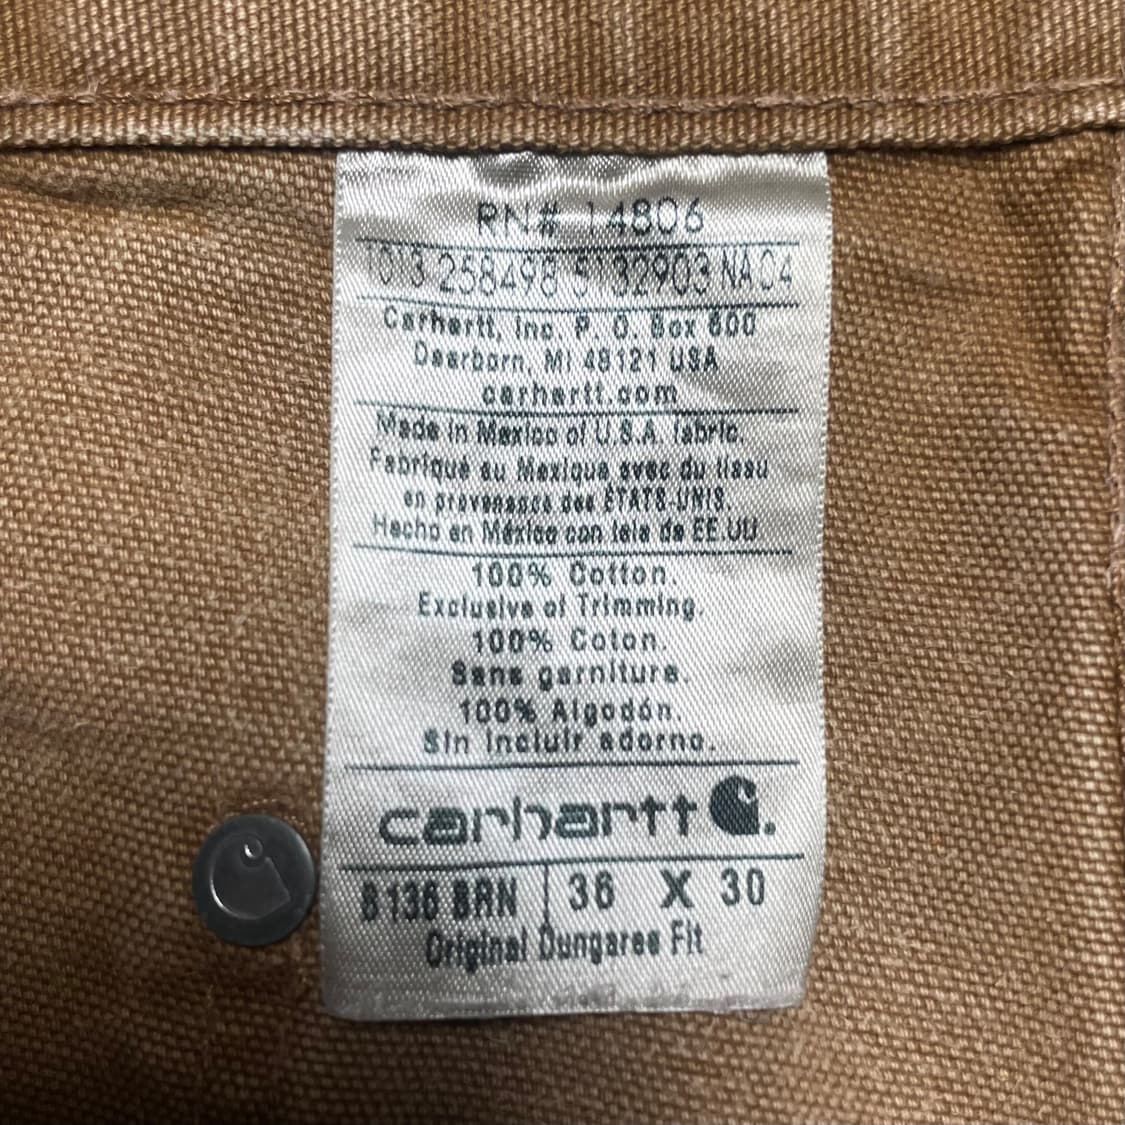 RN# 14806
1013 258498 5132903 NAC4
Carhartt, Inc. P. O. Box 600
Dearborn, MI 48121 USA
carhartt.com
Made in Mexico of U.S.A. fabric.
Fabriqué au Mexique avec du tissu
en provenance des ÉTATS-UNIS.
Hecho en México con tela de EE.UU
100% Cotton.
Exclusive of Trimming.
100% Coton.
Sans garniture.
100% Algodón.
Sin incluir adorno.
carhartt
B136 BRN 36 X 30
Original Dungaree Fit